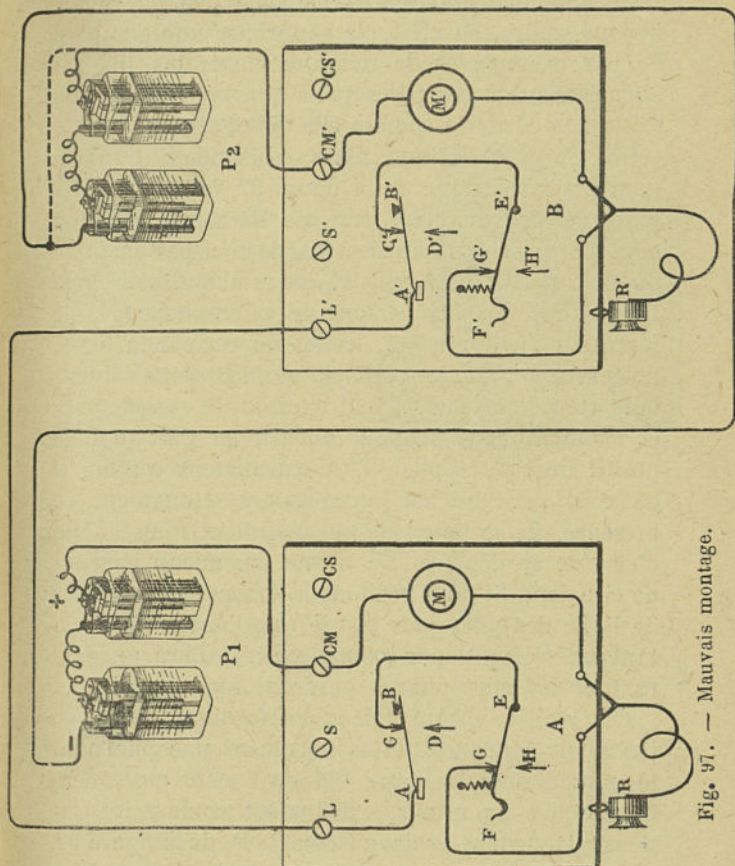 P2
L'
S'
CM'
CS'
A'
C'
B'
D'
M'
F'
G'
E'
H'
B
R'
+
−
P1
L
S
CM
CS
A
C
B
D
M
F
G
E
H
A
R
Fig. 97. — Mauvais montage.